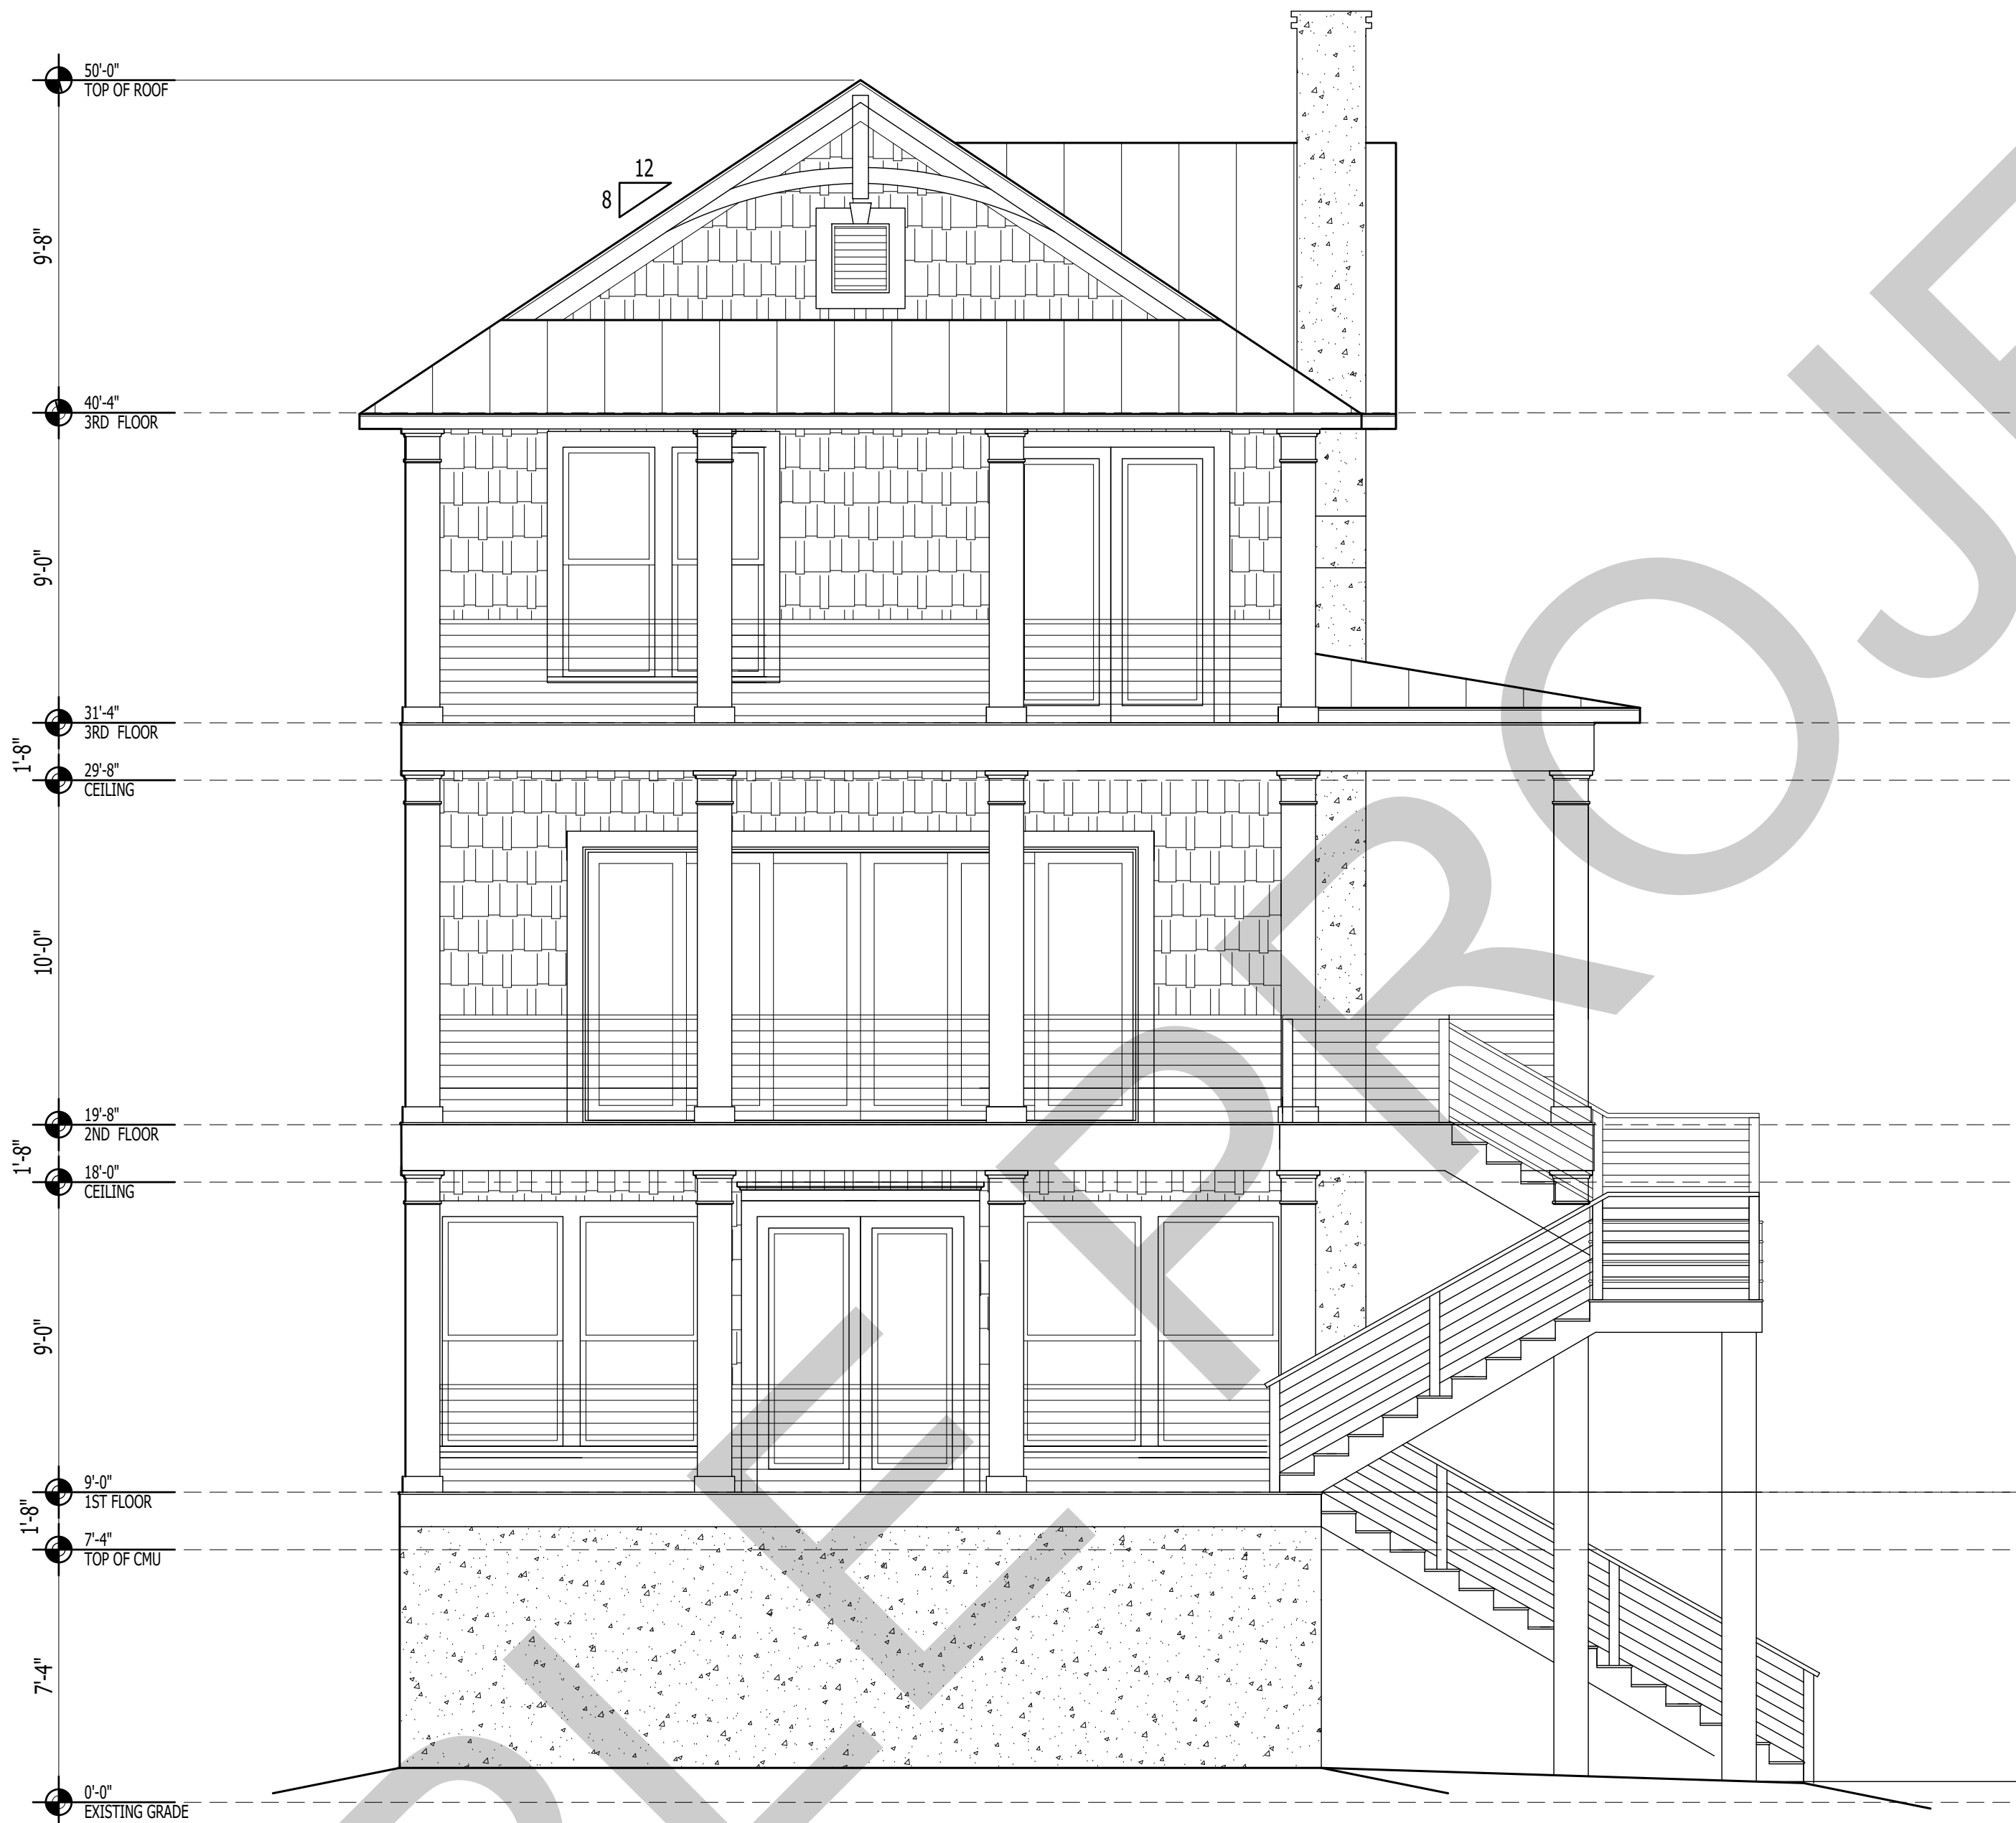 50'-0"
TOP OF ROOF
12
8
9'-8"
40'-4"
3RD FLOOR
9'-0"
31'-4"
3RD FLOOR
1'-8"
29'-8"
CEILING
10'-0"
19'-8"
2ND FLOOR
1'-8"
18'-0"
CEILING
9'-0"
9'-0"
1ST FLOOR
1'-8"
7'-4"
TOP OF CMU
7'-4"
0'-0"
EXISTING GRADE
PLE PROJE